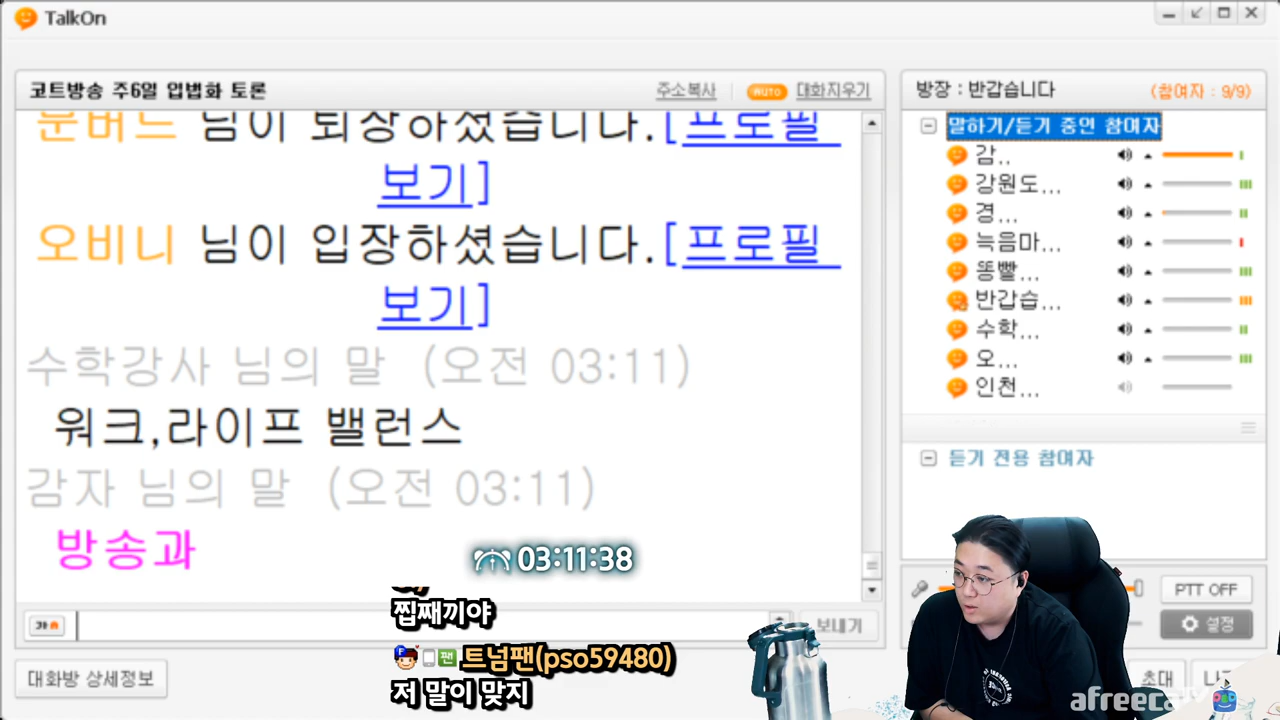 TalkOn
코트방송 주6일 입법화 토론
주소복사
AUTO
대화지우기
문버드 님이 퇴장하셨습니다.[프로필
보기]
오비니 님이 입장하셨습니다.[프로필
보기]
수학강사 님의 말 (오전 03:11)
워크,라이프 밸런스
감자 님의 말 (오전 03:11)
방송과
03:11:38
찝째끼야
트넘팬(pso59480)
저 말이 맞지
가
보내기
대화방 상세정보
방장 : 반갑습니다
(참여자 : 9/9)
말하기/듣기 중인 참여자
감..
강원도...
경...
늑음마...
똥빨...
반갑습...
수학...
오...
인천...
듣기 전용 참여자
PTT OFF
설정
초대
afreecaTV